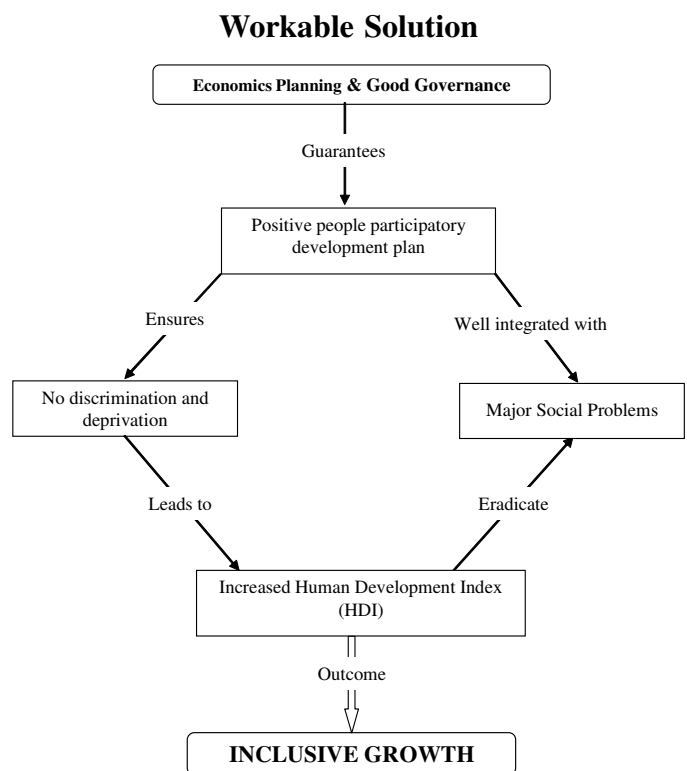 Workable Solution
Economics Planning & Good Governance
Guarantees
Positive people participatory
development plan
Ensures
Well integrated with
No discrimination and
deprivation
Major Social Problems
Leads to
Eradicate
Increased Human Development Index
(HDI)
Outcome
INCLUSIVE GROWTH